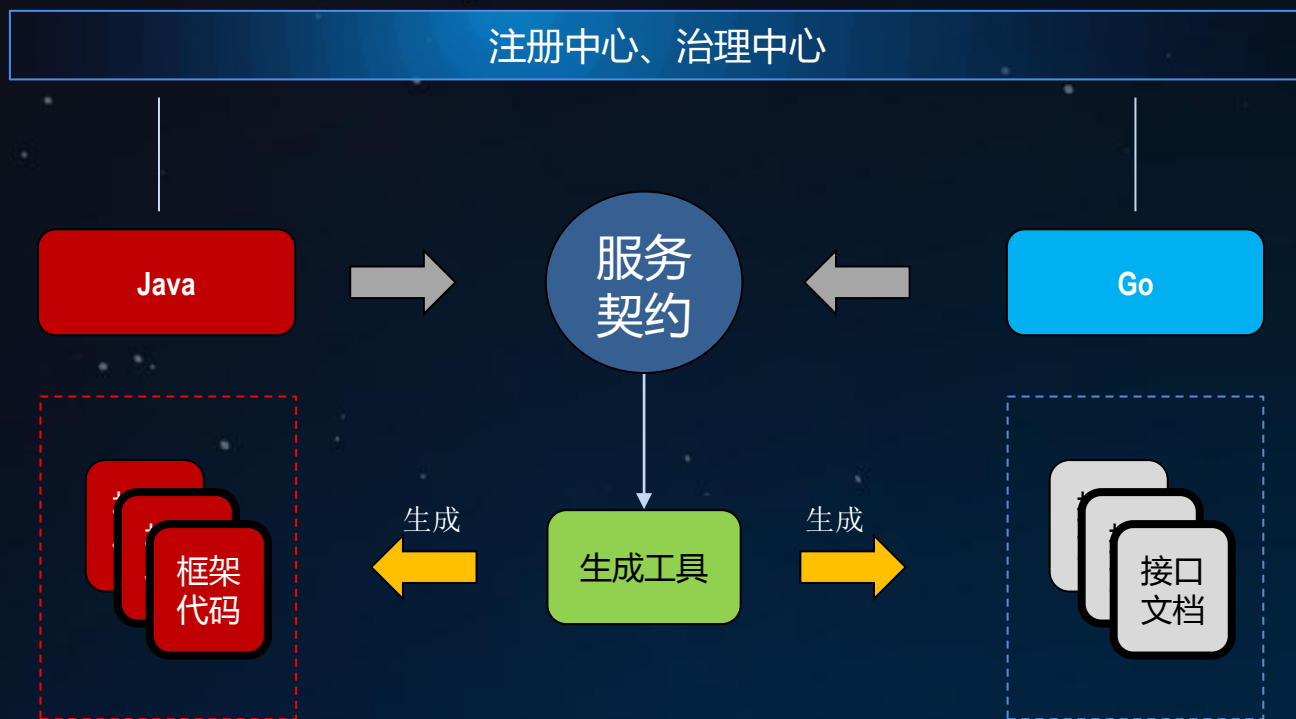 注册中心、治理中心
Java
服务
契约
Go
生成
生成
生成工具
框架
代码
接口
文档